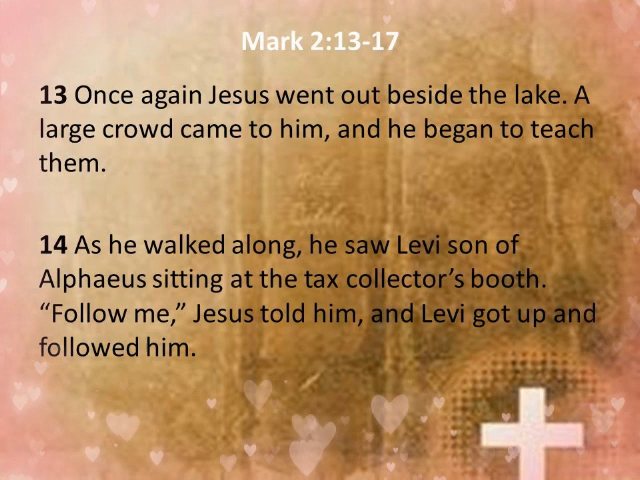 Mark 2:13-17
13 Once again Jesus went out beside the lake. A
large crowd came to him, and he began to teach
them.
14 As he walked along, he saw Levi son of
Alphaeus sitting at the tax collector’s booth.
“Follow me,” Jesus told him, and Levi got up and
followed him.